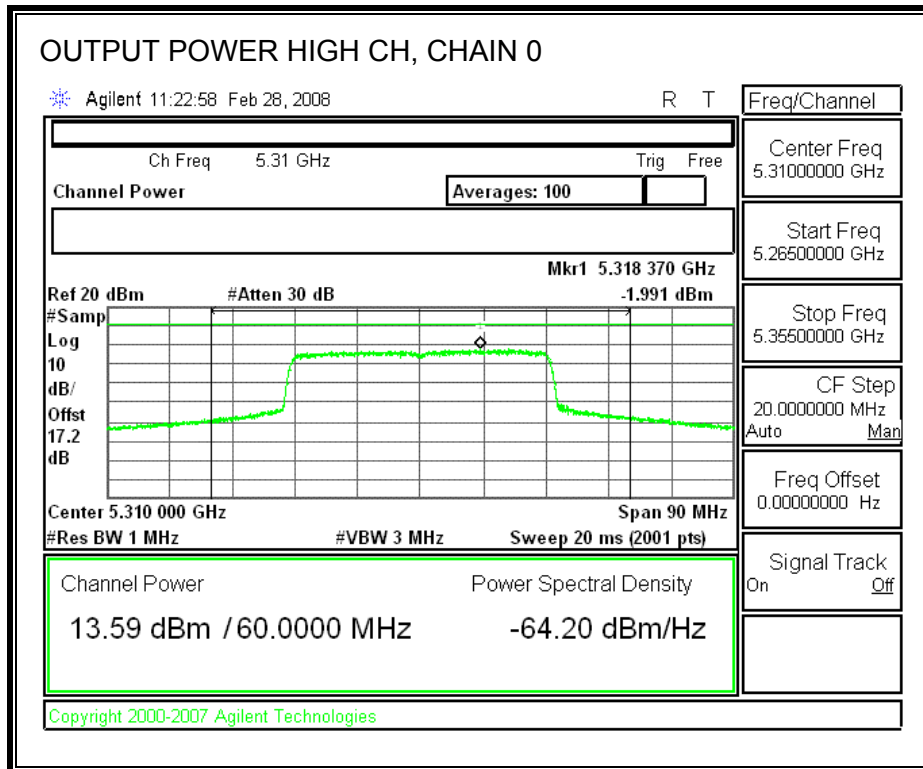 OUTPUT POWER HIGH CH, CHAIN 0
Agilent 11:22:58 Feb 28, 2008 R T
Freq/Channel
Ch Freq 5.31 GHz Trig Free
Channel Power Averages: 100
Mkr1 5.318 370 GHz
Ref 20 dBm #Atten 30 dB -1.991 dBm
#Samp
Log
10
dB/
Offst
17.2
dB
Center 5.310 000 GHz Span 90 MHz
#Res BW 1 MHz #VBW 3 MHz Sweep 20 ms (2001 pts)
Channel Power Power Spectral Density
13.59 dBm / 60.0000 MHz -64.20 dBm/Hz
Center Freq
5.31000000 GHz
Start Freq
5.26500000 GHz
Stop Freq
5.35500000 GHz
CF Step
20.0000000 MHz
Auto Man
Freq Offset
0.00000000 Hz
Signal Track
On Off
Copyright 2000-2007 Agilent Technologies